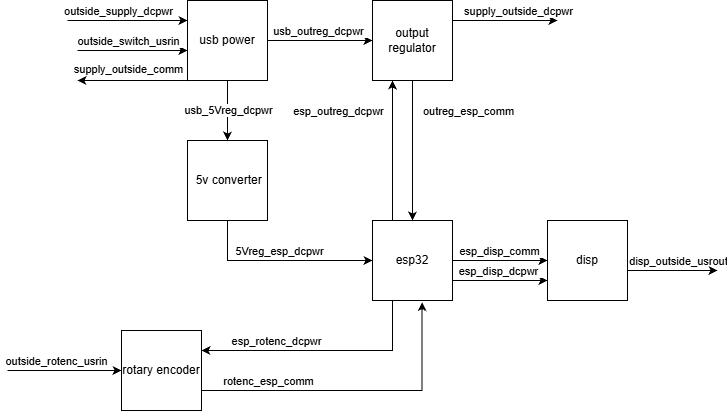 outside_supply_dcpwr
outside_switch_usrin
supply_outside_comm
usb power
usb_outreg_dcpwr
output
regulator
supply_outside_dcpwr
usb_5Vreg_dcpwr
esp_outreg_dcpwr
outreg_esp_comm
5v converter
5Vreg_esp_dcpwr
esp32
esp_disp_comm
esp_disp_dcpwr
disp
disp_outside_usrout
esp_rotenc_dcpwr
outside_rotenc_usrin
rotary encoder
rotenc_esp_comm